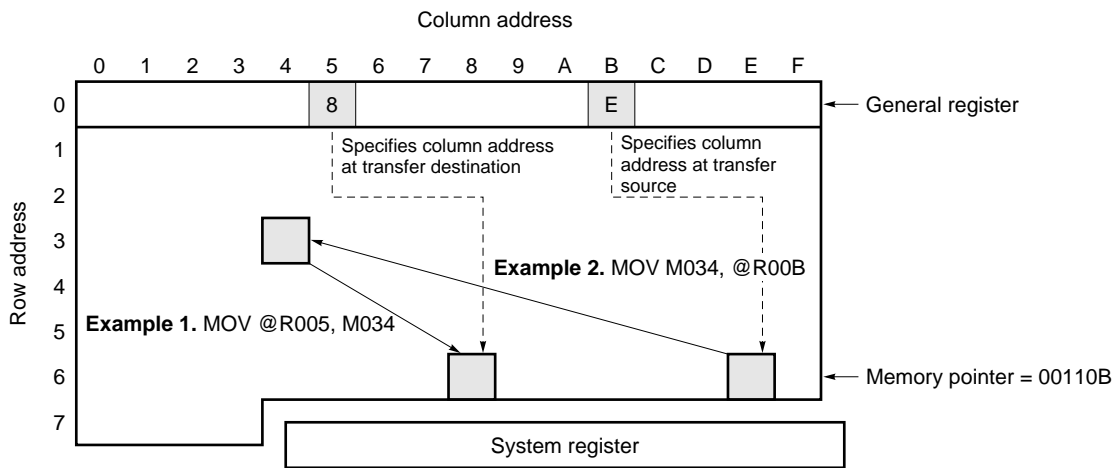 Column address
0 1 2 3 4 5 6 7 8 9 A B C D E F
0 8 E General register
1 Specifies column address Specifies column
at transfer destination address at transfer
2 source
Row address
3
Example 2. MOV M034, @R00B
4
Example 1. MOV @R005, M034
5
6 Memory pointer = 00110B
7
System register